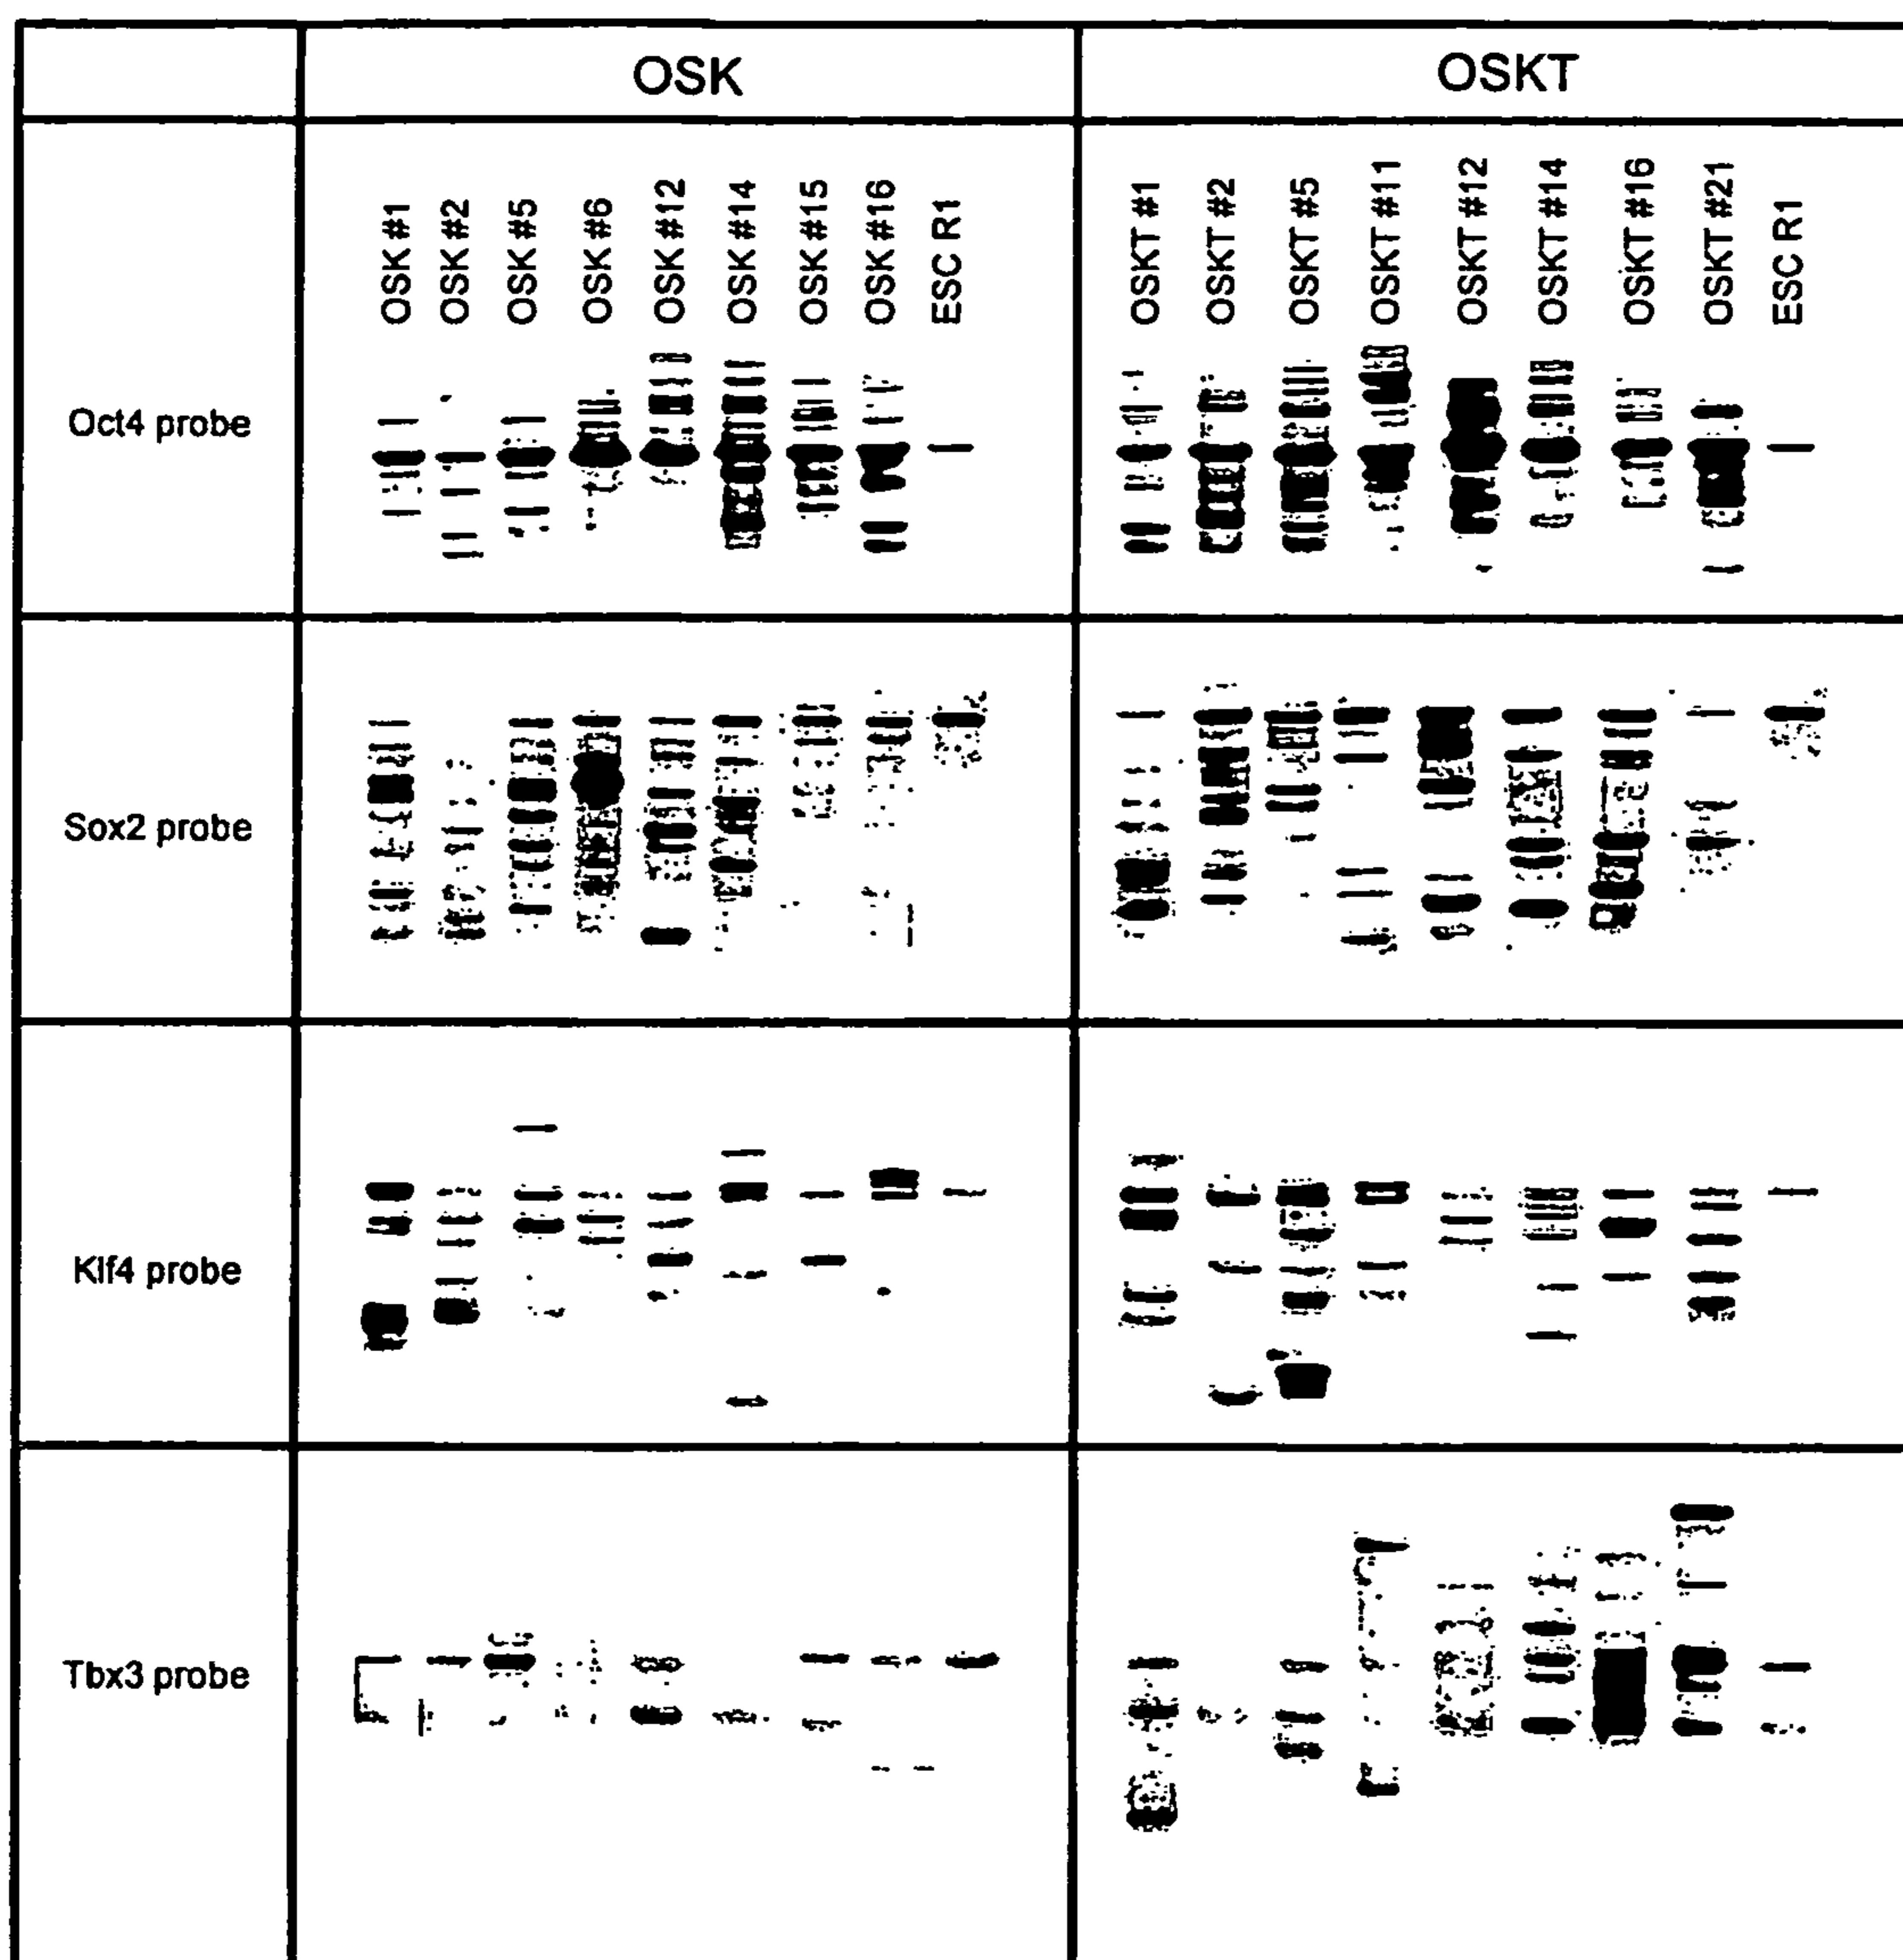 OSK
OSKT
OSK #1
OSK #2
OSK #5
OSK #6
OSK #12
OSK #14
OSK #15
OSK #16
ESC R1
OSKT #1
OSKT #2
OSKT #5
OSKT #11
OSKT #12
OSKT #14
OSKT #16
OSKT #21
ESC R1
Oct4 probe
Sox2 probe
Klf4 probe
Tbx3 probe